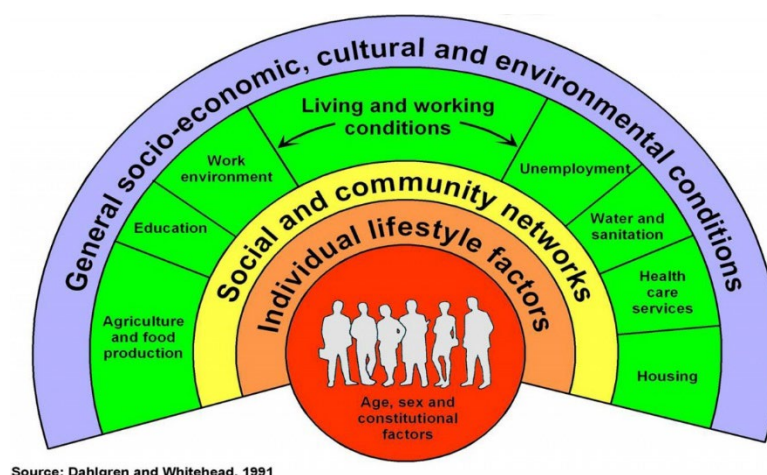 General socio-economic, cultural and environmental conditions
Living and working
conditions
Work
environment
Unemployment
Education
Water and
sanitation
Agriculture
and food
production
Health
care
services
Housing
Social and community networks
Individual lifestyle factors
Age, sex and
constitutional
factors
Source: Dahlgren and Whitehead, 1991